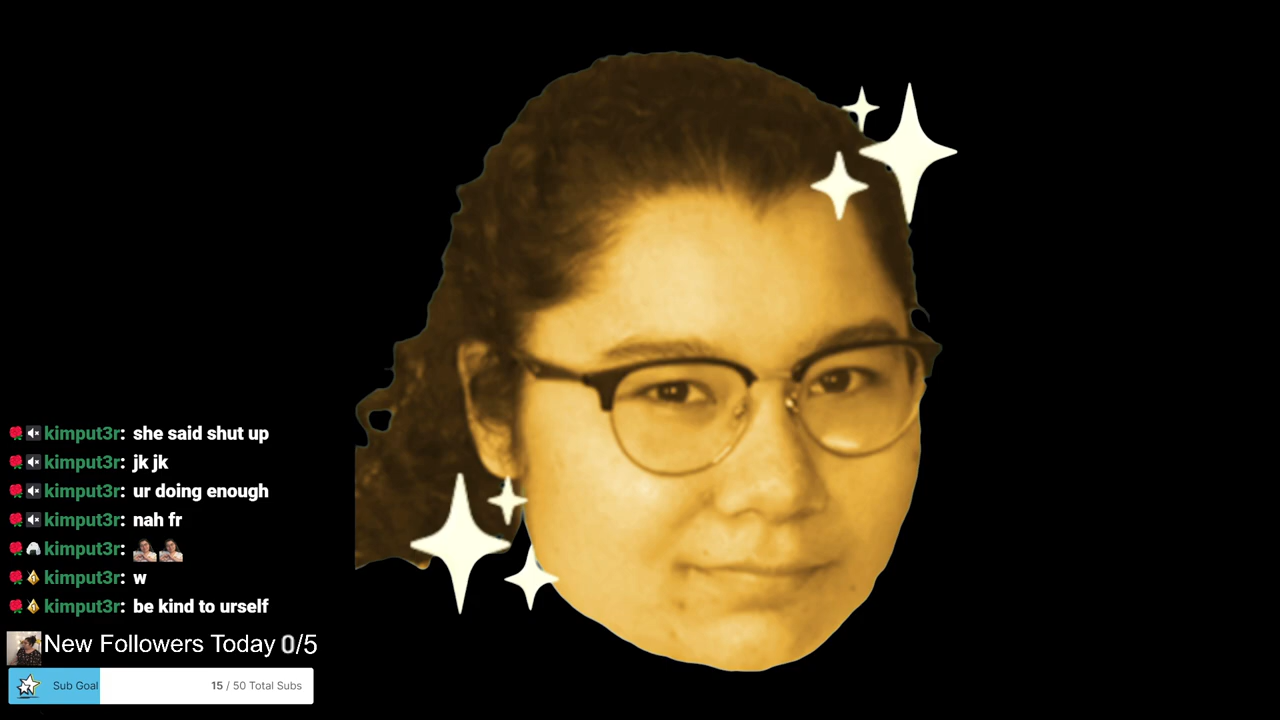 kimput3r: she said shut up
kimput3r: jk jk
kimput3r: ur doing enough
kimput3r: nah fr
kimput3r:
kimput3r: w
kimput3r: be kind to urself
New Followers Today 0/5
Sub Goal 15 / 50 Total Subs